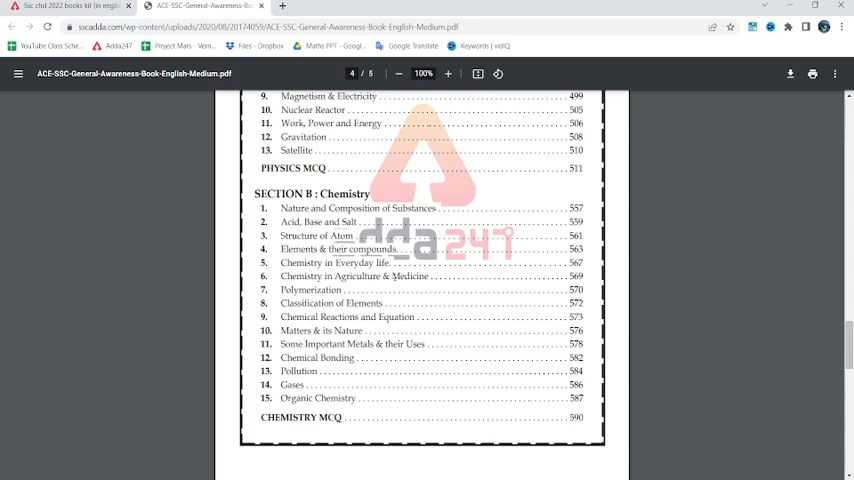 Ssc chsl 2022 books kit (in englis
ACE-SSC-General-Awareness-Book
sscadda.com/wp-content/uploads/2020/08/20174059/ACE-SSC-General-Awareness-Book-English-Medium.pdf
YouTube Class Sche...
Adda247
Project Mars - Vern...
Files - Dropbox
Maths PPT - Googl...
Google Translate
Keywords | vidIQ
ACE-SSC-General-Awareness-Book-English-Medium.pdf
4 / 5
100%
9. Magnetism & Electricity 499
10. Nuclear Reactor 505
11. Work, Power and Energy 506
12. Gravitation 508
13. Satellite 510
PHYSICS MCQ 511
SECTION B : Chemistry
1. Nature and Composition of Substances 557
2. Acid, Base and Salt 559
3. Structure of Atom 561
4. Elements & their compounds. 563
5. Chemistry in Everyday life. 567
6. Chemistry in Agriculture & Medicine 569
7. Polymerization 570
8. Classification of Elements 572
9. Chemical Reactions and Equation 573
10. Matters & its Nature 576
11. Some Important Metals & their Uses 578
12. Chemical Bonding 582
13. Pollution 584
14. Gases 586
15. Organic Chemistry 587
CHEMISTRY MCQ 590
adda247